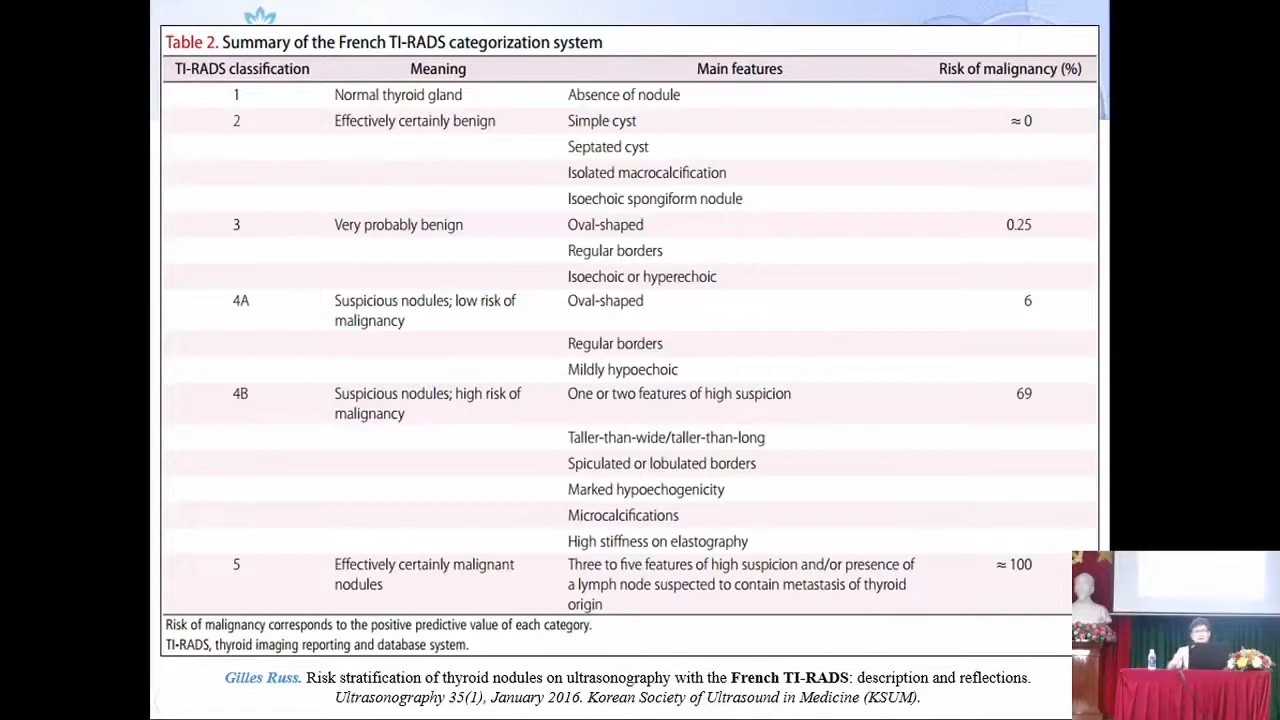 Table 2. Summary of the French TI-RADS categorization system
TI-RADS classification Meaning Main features Risk of malignancy (%)
1 Normal thyroid gland Absence of nodule
2 Effectively certainly benign Simple cyst ≈ 0
Septated cyst
Isolated macrocalcification
Isoechoic spongiform nodule
3 Very probably benign Oval-shaped 0.25
Regular borders
Isoechoic or hyperechoic
4A Suspicious nodules; low risk of malignancy Oval-shaped 6
Regular borders
Mildly hypoechoic
4B Suspicious nodules; high risk of malignancy One or two features of high suspicion 69
Taller-than-wide/taller-than-long
Spiculated or lobulated borders
Marked hypoechogenicity
Microcalcifications
High stiffness on elastography
5 Effectively certainly malignant nodules Three to five features of high suspicion and/or presence of a lymph node suspected to contain metastasis of thyroid origin ≈ 100
Risk of malignancy corresponds to the positive predictive value of each category.
TI-RADS, thyroid imaging reporting and database system.
Gilles Russ. Risk stratification of thyroid nodules on ultrasonography with the French TI-RADS: description and reflections.
Ultrasonography 35(1), January 2016. Korean Society of Ultrasound in Medicine (KSUM).